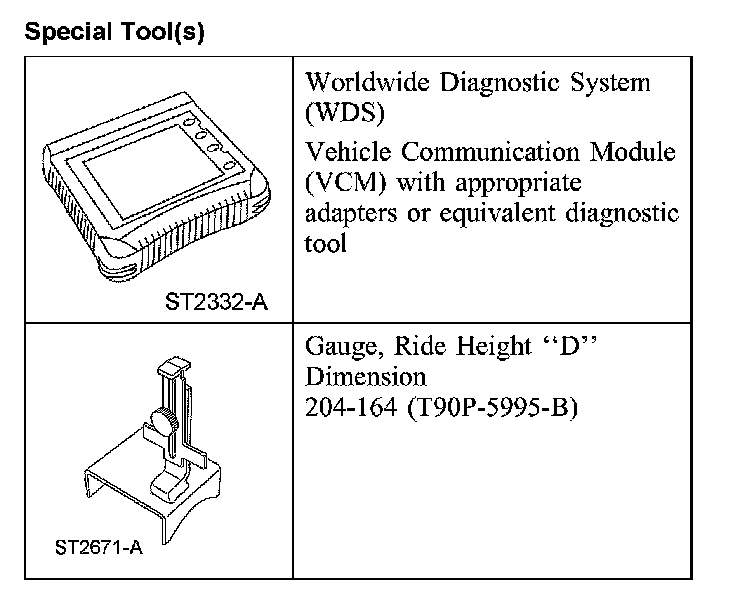 Special Tool(s)
Worldwide Diagnostic System
(WDS)
Vehicle Communication Module
(VCM) with appropriate
adapters or equivalent diagnostic
tool
ST2332-A
Gauge, Ride Height ‘‘D’’
Dimension
204-164 (T90P-5995-B)
ST2671-A